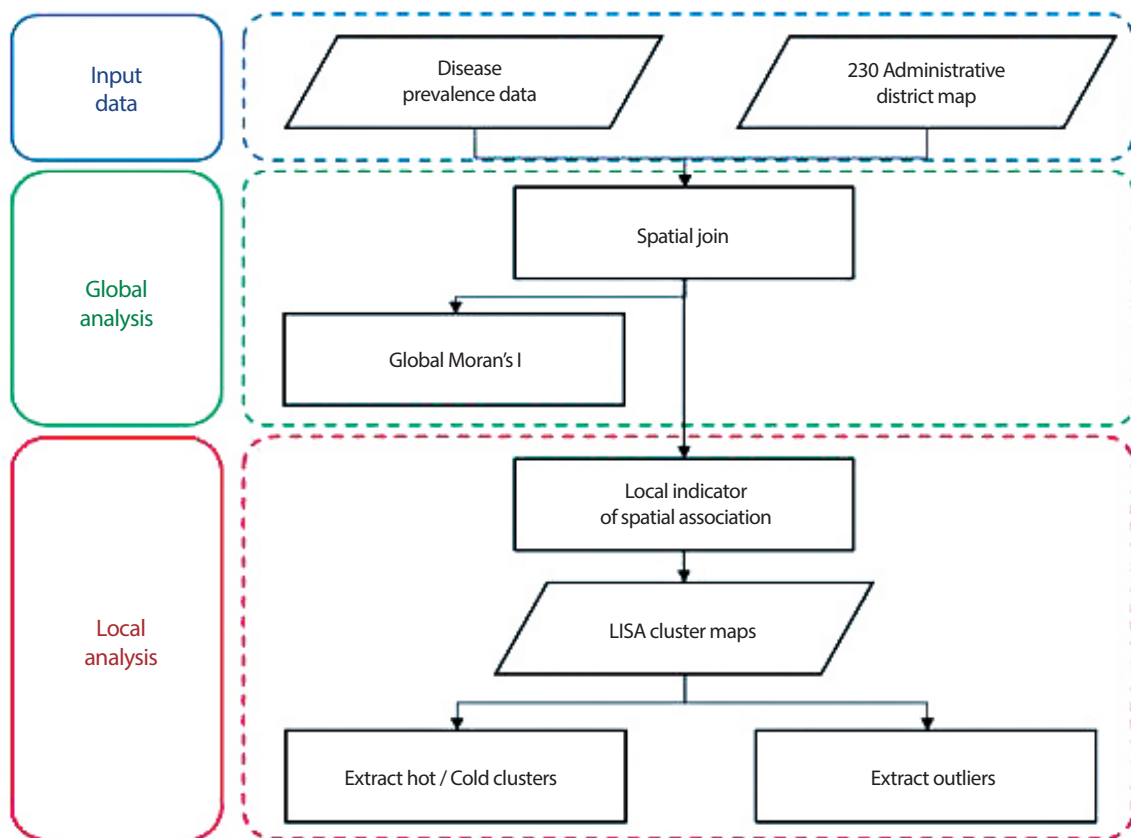 Input
data
Disease
prevalence data
230 Administrative
district map
Global
analysis
Spatial join
Global Moran's I
Local
analysis
Local indicator
of spatial association
LISA cluster maps
Extract hot / Cold clusters
Extract outliers